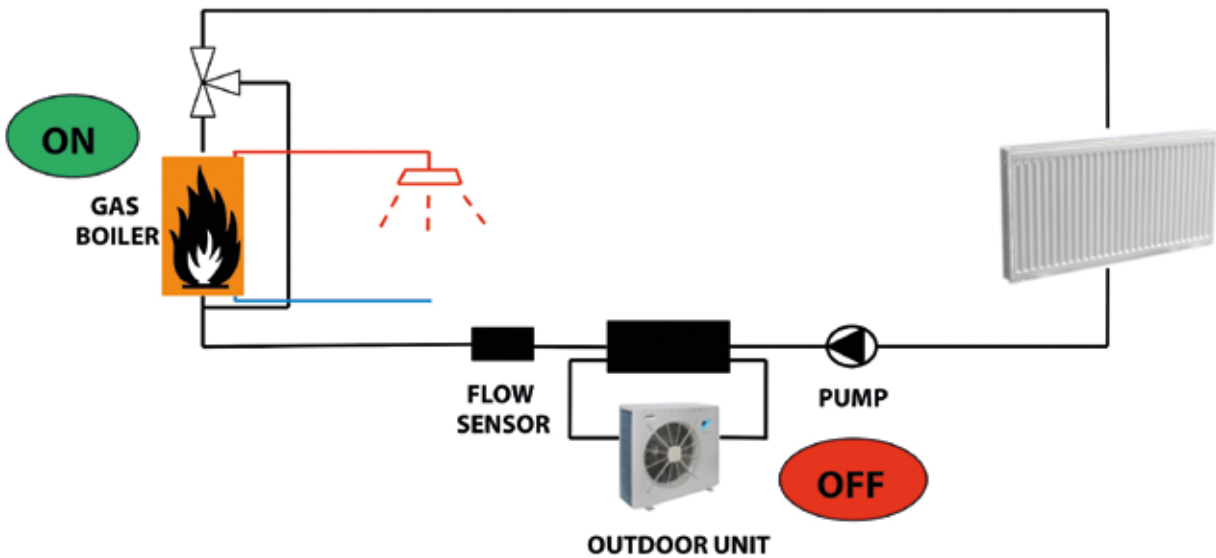 ON
GAS
BOILER
FLOW
SENSOR
PUMP
OFF
OUTDOOR UNIT